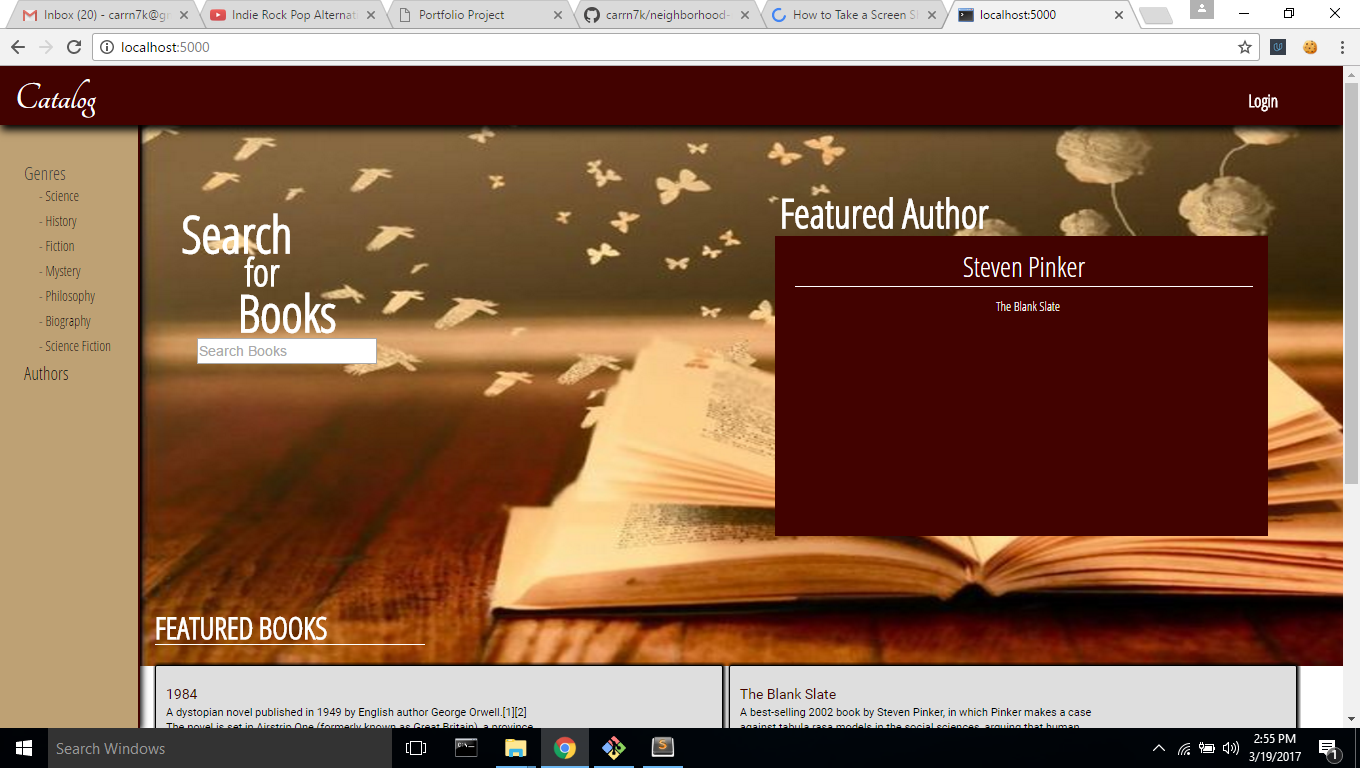 Inbox (20) - carrn7k@gm
Indie Rock Pop Alternat
Portfolio Project
carrn7k/neighborhood-
How to Take a Screen S
localhost:5000
localhost:5000
Catalog
Login
Genres
- Science
- History
- Fiction
- Mystery
- Philosophy
- Biography
- Science Fiction
Authors
Search
for
Books
Search Books
Featured Author
Steven Pinker
The Blank Slate
FEATURED BOOKS
1984
A dystopian novel published in 1949 by English author George Orwell.[1][2]
The novel is set in Airstrip One (formerly known as Great Britain), a province
The Blank Slate
A best-selling 2002 book by Steven Pinker, in which Pinker makes a case
against tabula rasa models in the social sciences, arguing that human
Search Windows
2:55 PM
3/19/2017
1